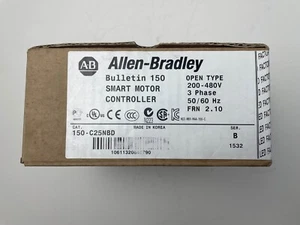 AB Allen-Bradley
Bulletin 150
SMART MOTOR
CONTROLLER
OPEN TYPE
200-480V
3 Phase
50/60 Hz
FRN 2.10
CAT.
150-C25NBD
MADE IN KOREA
SER.
B
1532